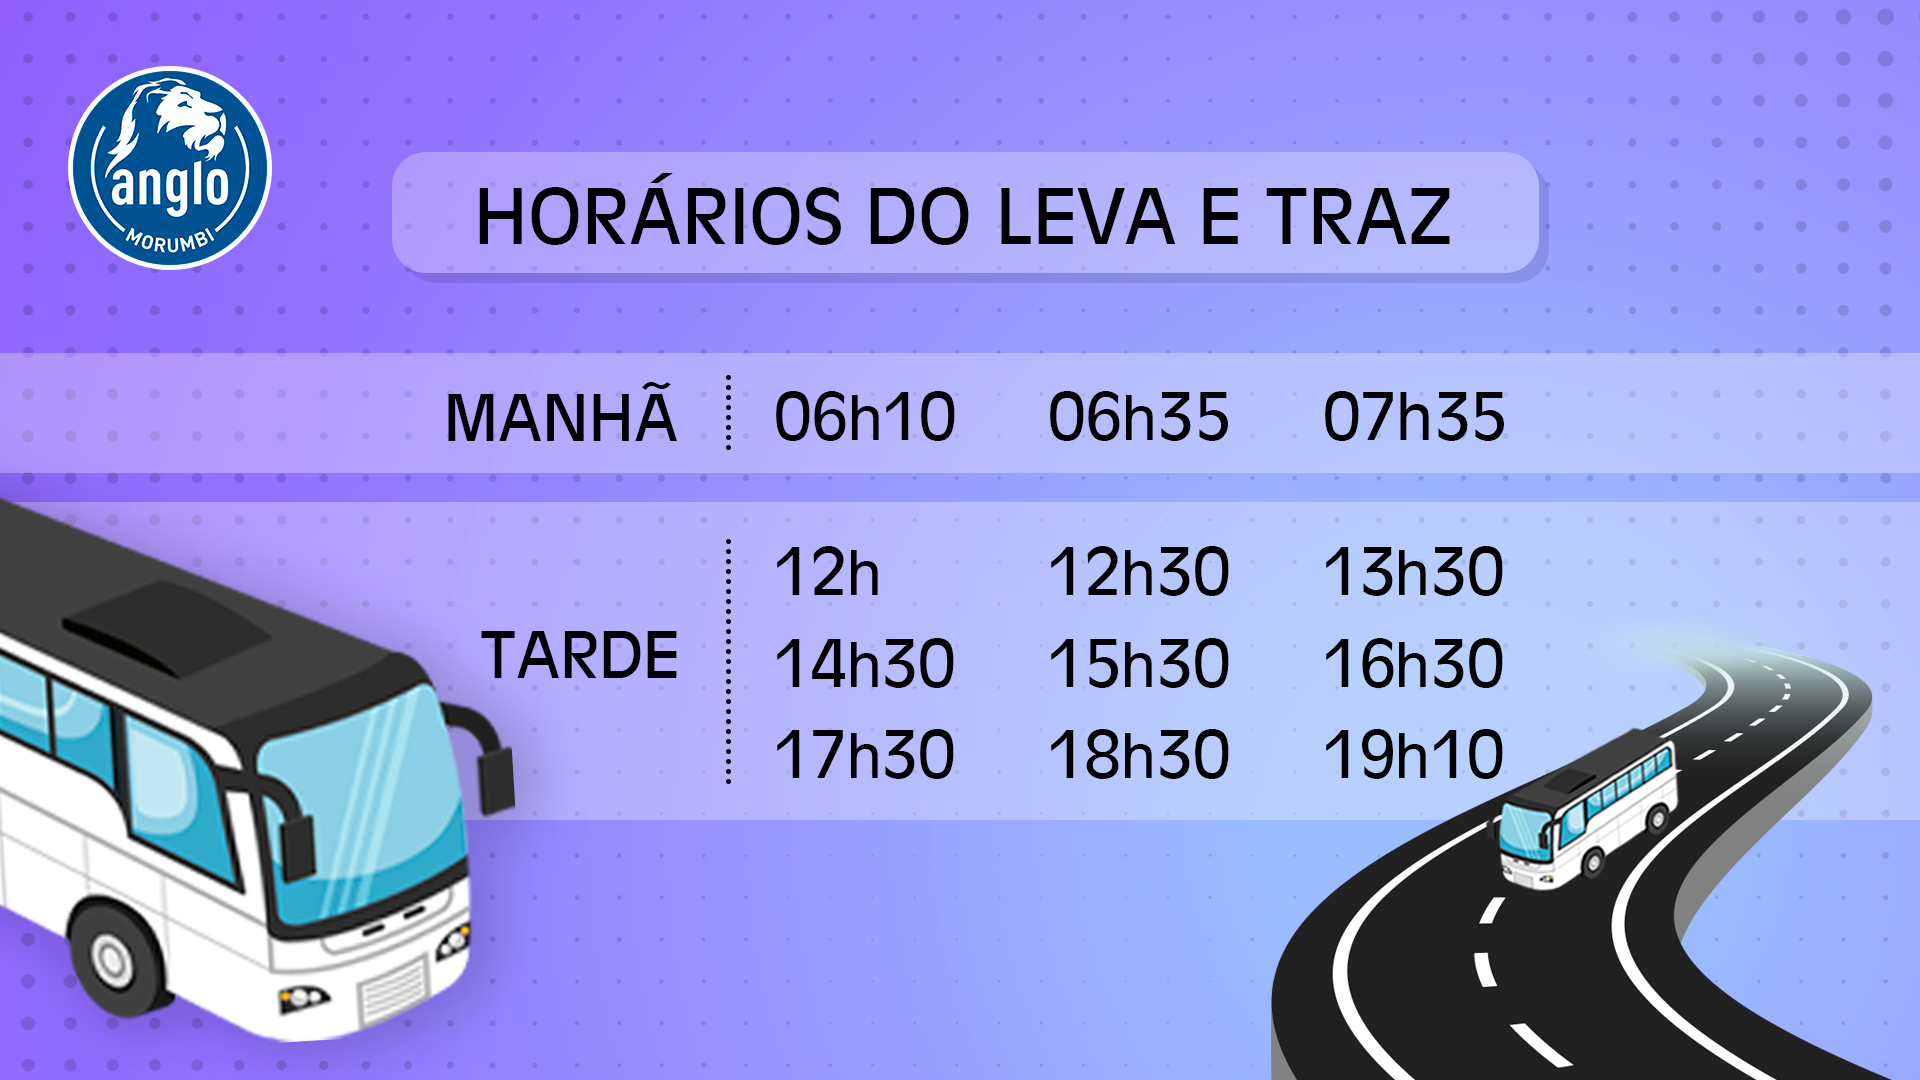 anglo
MORUMBI
HORÁRIOS DO LEVA E TRAZ
MANHÃ 06h10 06h35 07h35
12h 12h30 13h30
TARDE 14h30 15h30 16h30
17h30 18h30 19h10